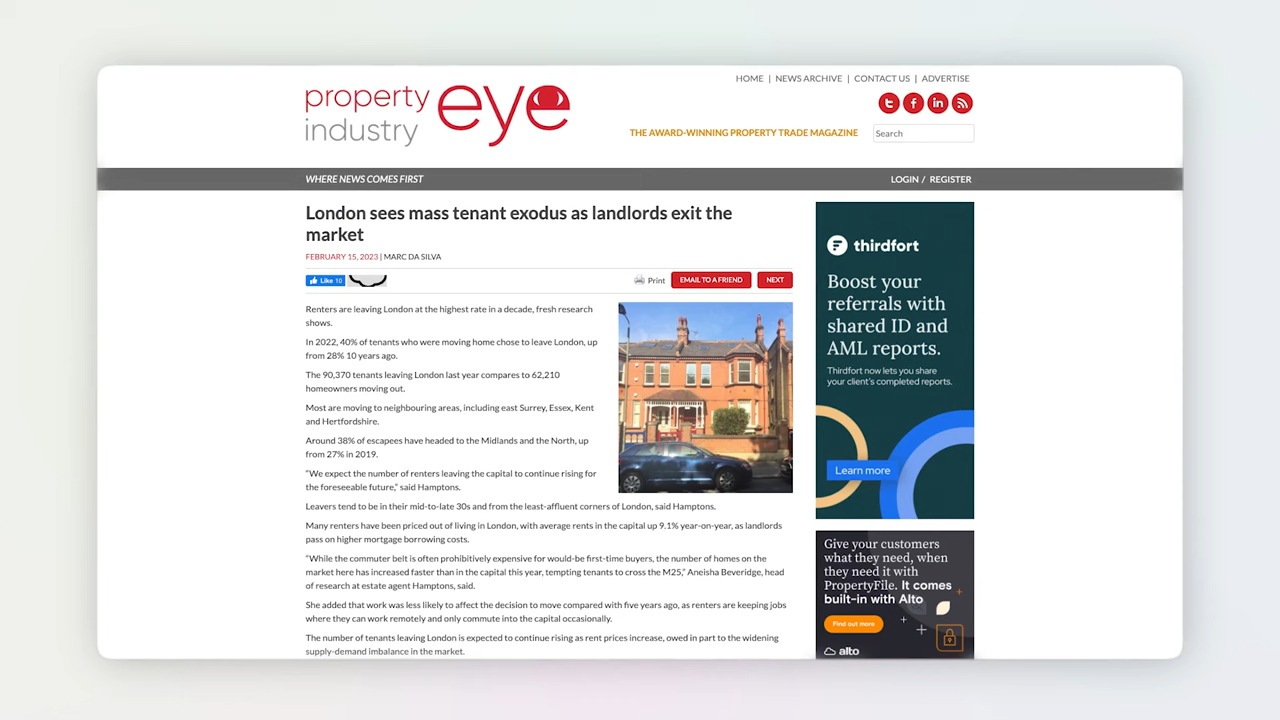 property
industry
eye
HOME | NEWS ARCHIVE | CONTACT US | ADVERTISE
THE AWARD-WINNING PROPERTY TRADE MAGAZINE
Search
WHERE NEWS COMES FIRST
LOGIN / REGISTER
London sees mass tenant exodus as landlords exit the
market
FEBRUARY 15, 2023 | MARC DA SILVA
Like 10
Print
EMAIL TO A FRIEND
NEXT
Renters are leaving London at the highest rate in a decade, fresh research
shows.
In 2022, 40% of tenants who were moving home chose to leave London, up
from 28% 10 years ago.
The 90,370 tenants leaving London last year compares to 62,210
homeowners moving out.
Most are moving to neighbouring areas, including east Surrey, Essex, Kent
and Hertfordshire.
Around 38% of escapees have headed to the Midlands and the North, up
from 27% in 2019.
“We expect the number of renters leaving the capital to continue rising for
the foreseeable future,” said Hamptons.
Leavers tend to be in their mid-to-late 30s and from the least-affluent corners of London, said Hamptons.
Many renters have been priced out of living in London, with average rents in the capital up 9.1% year-on-year, as landlords
pass on higher mortgage borrowing costs.
“While the commuter belt is often prohibitively expensive for would-be first-time buyers, the number of homes on the
market here has increased faster than in the capital this year, tempting tenants to cross the M25,” Aneisha Beveridge, head
of research at estate agent Hamptons, said.
She added that work was less likely to affect the decision to move compared with five years ago, as renters are keeping jobs
where they can work remotely and only commute into the capital occasionally.
The number of tenants leaving London is expected to continue rising as rent prices increase, owed in part to the widening
supply-demand imbalance in the market.
thirdfort
Boost your
referrals with
shared ID and
AML reports.
Thirdfort now lets you share
your client's completed reports.
Learn more
Give your customers
what they need, when
they need it with
PropertyFile. It comes
built-in with Alto
Find out more
alto